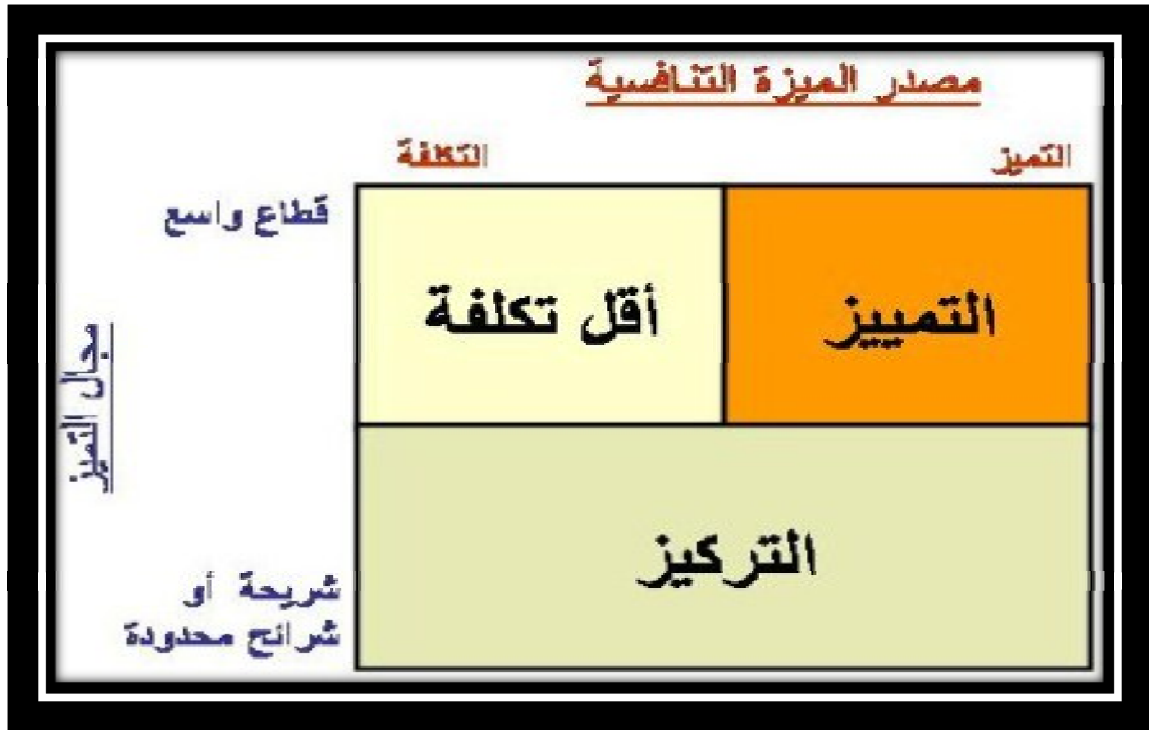 مصدر الميزة التنافسية
التميز
التكلفة
قطاع واسع
التمييز
أقل تكلفة
مجال التميز
التركيز
شريحة أو
شرائح محدودة